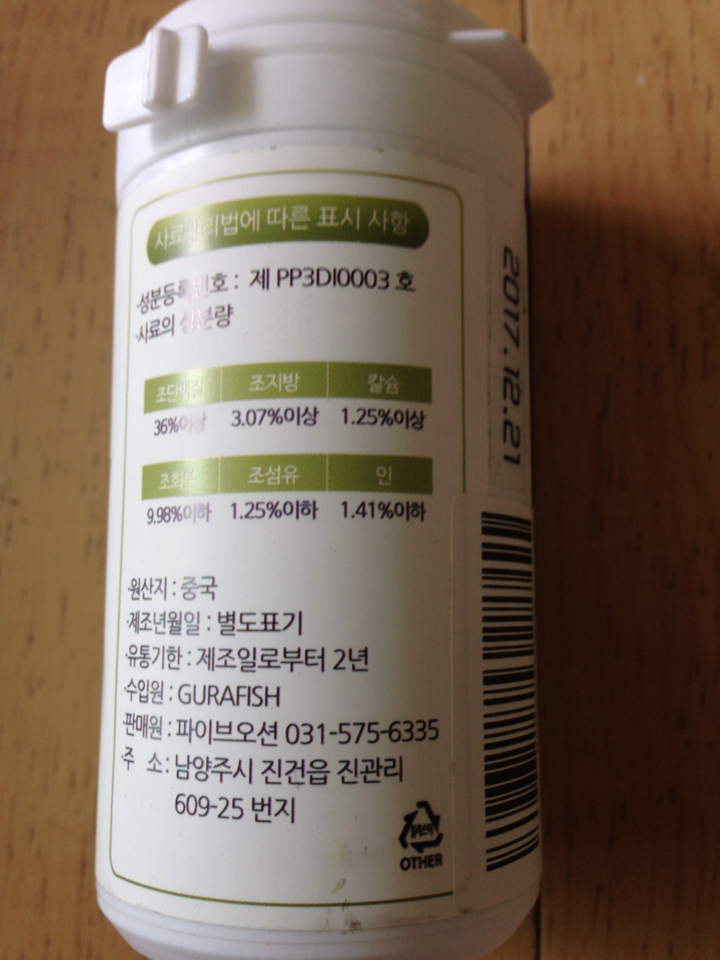 사료관리법에 따른 표시 사항
·성분등록번호 : 제 PP3DI0003 호
·사료의 성분량
조단백질 조지방 칼슘
36%이상 3.07%이상 1.25%이상
조회분 조섬유 인
9.98%이하 1.25%이하 1.41%이하
·원산지 : 중국
·제조년월일 : 별도표기
·유통기한 : 제조일로부터 2년
·수입원 : GURAFISH
·판매원 : 파이브오션 031-575-6335
·주 소 : 남양주시 진건읍 진관리
609-25 번지
플라스틱
OTHER
2017.12.21